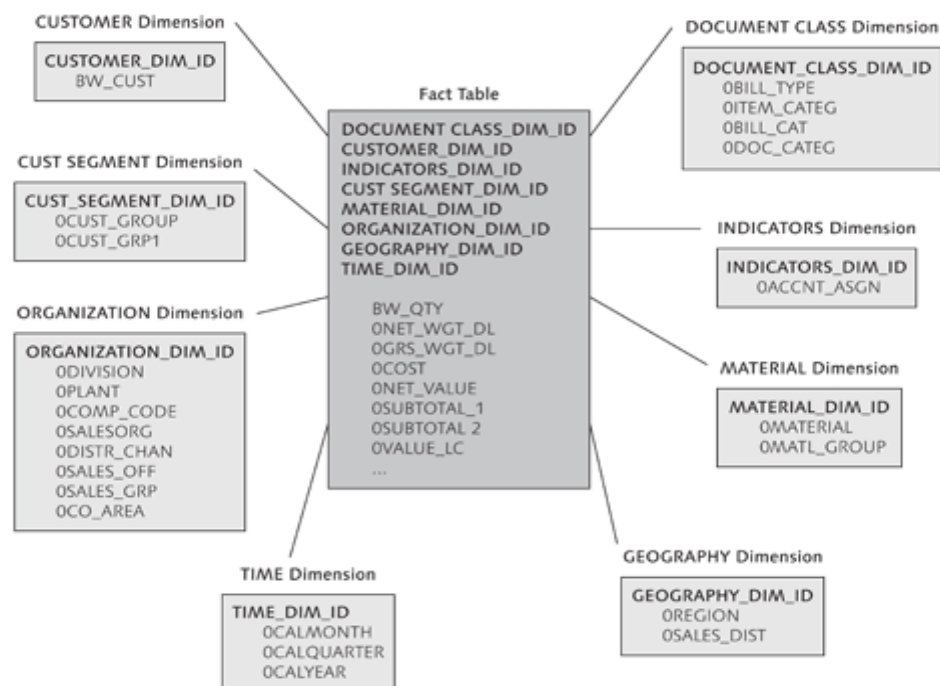 CUSTOMER Dimension
CUSTOMER_DIM_ID
BW_CUST
CUST SEGMENT Dimension
CUST_SEGMENT_DIM_ID
0CUST_GROUP
0CUST_GRP1
ORGANIZATION Dimension
ORGANIZATION_DIM_ID
0DIVISION
0PLANT
0COMP_CODE
0SALESORG
0DISTR_CHAN
0SALES_OFF
0SALES_GRP
0CO_AREA
TIME Dimension
TIME_DIM_ID
0CALMONTH
0CALQUARTER
0CALYEAR
Fact Table
DOCUMENT CLASS_DIM_ID
CUSTOMER_DIM_ID
INDICATORS_DIM_ID
CUST SEGMENT_DIM_ID
MATERIAL_DIM_ID
ORGANIZATION_DIM_ID
GEOGRAPHY_DIM_ID
TIME_DIM_ID
BW_QTY
0NET_WGT_DL
0GRS_WGT_DL
0COST
0NET_VALUE
0SUBTOTAL_1
0SUBTOTAL 2
0VALUE_LC
...
DOCUMENT CLASS Dimension
DOCUMENT_CLASS_DIM_ID
0BILL_TYPE
0ITEM_CATEG
0BILL_CAT
0DOC_CATEG
INDICATORS Dimension
INDICATORS_DIM_ID
0ACCNT_ASGN
MATERIAL Dimension
MATERIAL_DIM_ID
0MATERIAL
0MATL_GROUP
GEOGRAPHY Dimension
GEOGRAPHY_DIM_ID
0REGION
0SALES_DIST